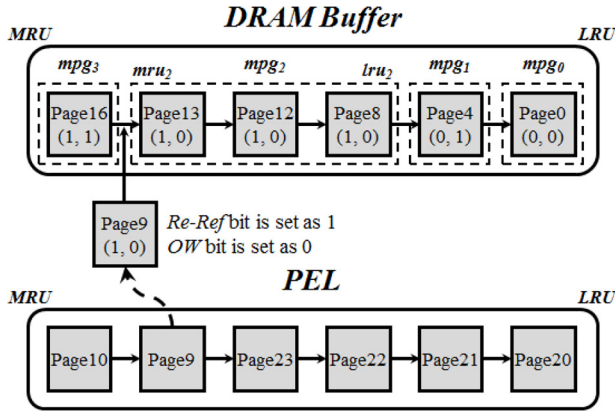 DRAM Buffer
MRU LRU
mpg3 mru2 mpg2 lru2 mpg1 mpg0
Page16 Page13 Page12 Page8 Page4 Page0
(1, 1) (1, 0) (1, 0) (1, 0) (0, 1) (0, 0)
Page9 Re-Ref bit is set as 1
(1, 0) OW bit is set as 0
PEL
MRU LRU
Page10 Page9 Page23 Page22 Page21 Page20